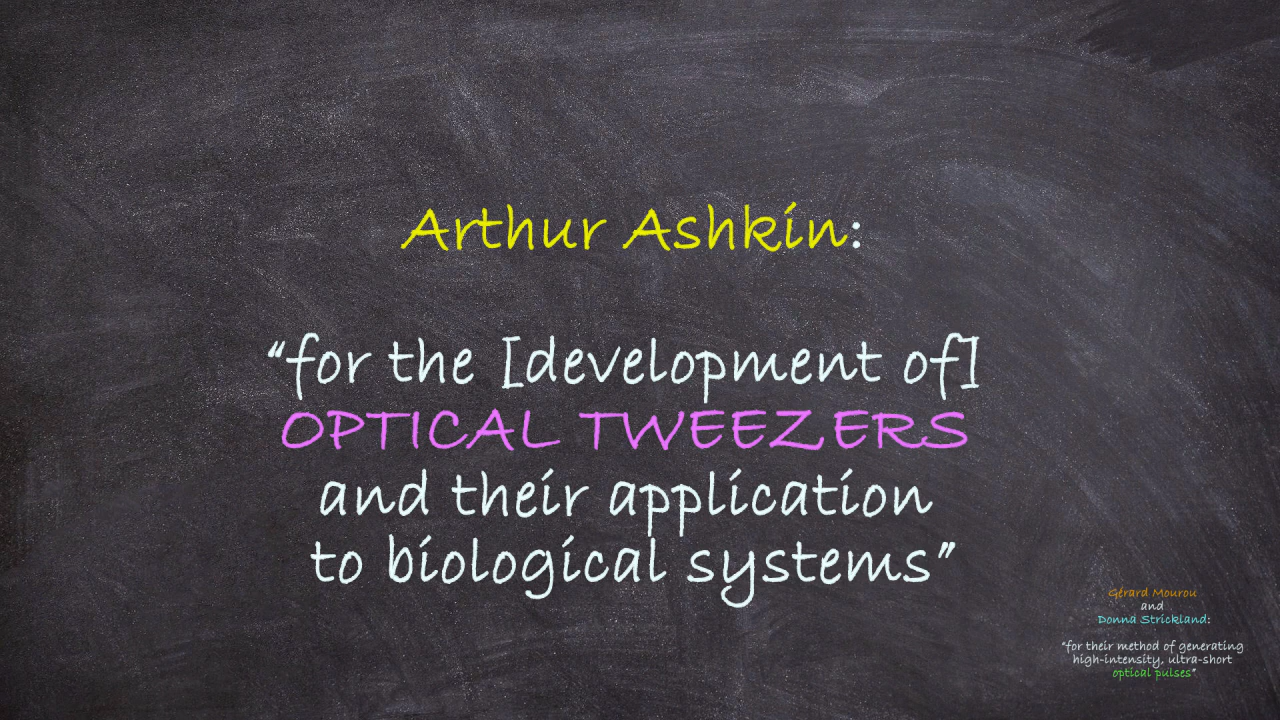 Arthur Ashkin:
“for the [development of]
OPTICAL TWEEZERS
and their application
to biological systems”
Gérard Mourou
and
Donna Strickland:
“for their method of generating
high-intensity, ultra-short
optical pulses”